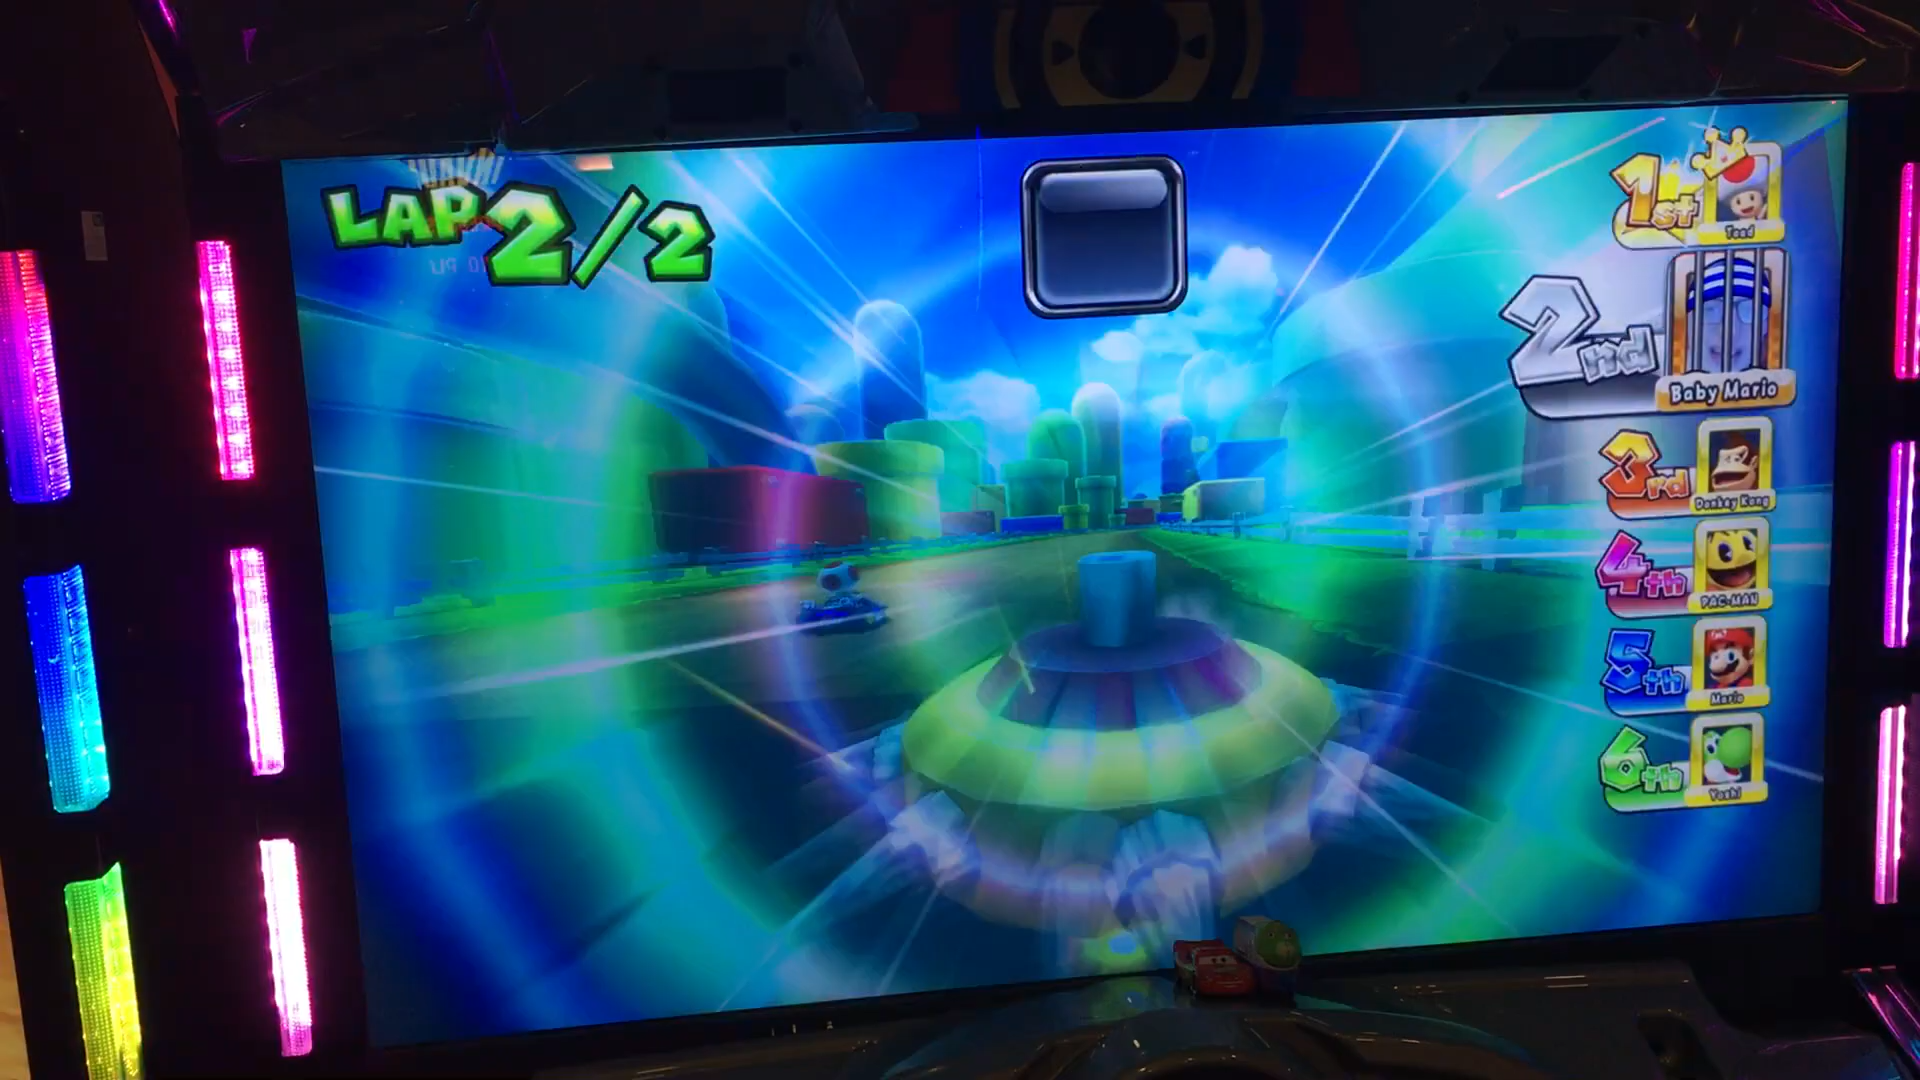 LAP 2/2
1st
Toad
2nd
Baby Mario
3rd
Donkey Kong
4th
PAC-MAN
5th
Mario
6th
Yoshi